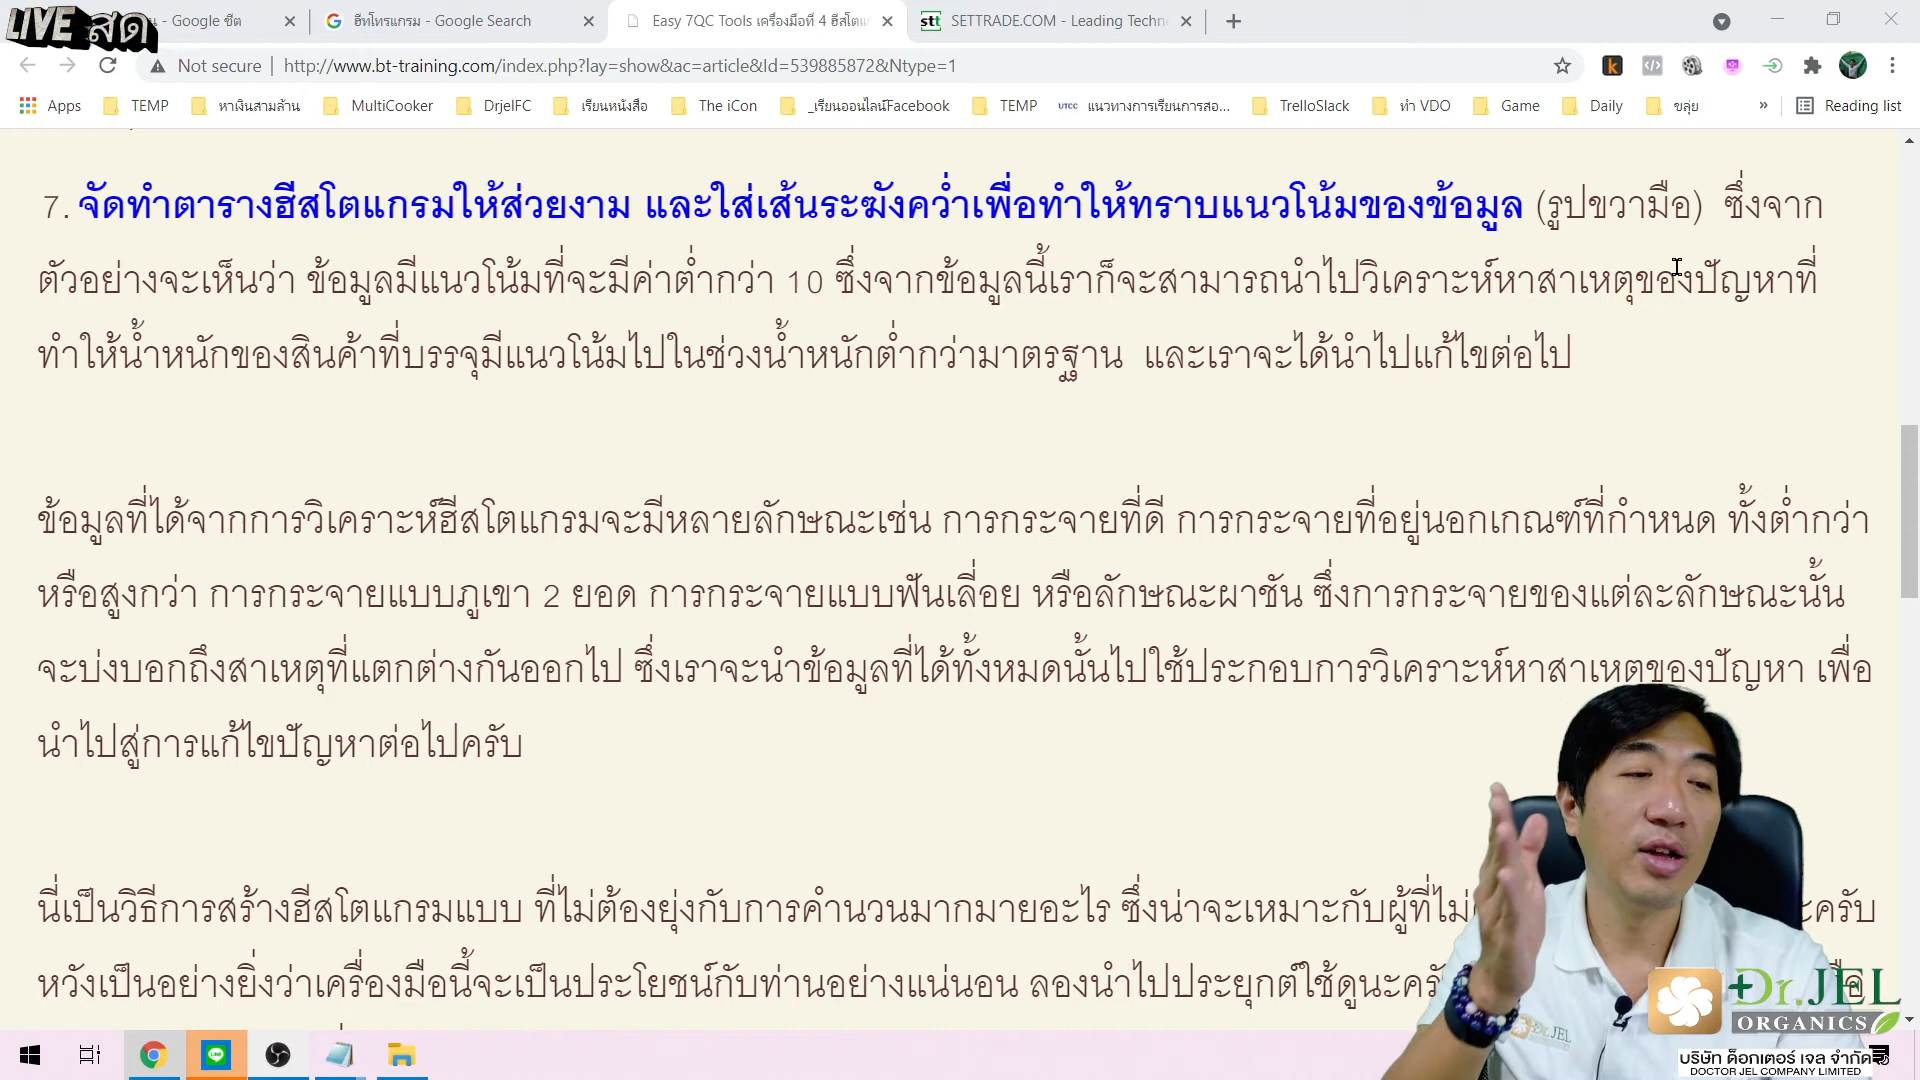 LIVE สด
น - Google ชีต
ฮีทโทรแกรม - Google Search
Easy 7QC Tools เครื่องมือที่ 4 ฮีสโตแก
stt SETTRADE.COM - Leading Techn
Not secure | http://www.bt-training.com/index.php?lay=show&ac=article&Id=539885872&Ntype=1
Apps TEMP หาเงินสามล้าน MultiCooker DrjelFC เรียนหนังสือ The iCon _เรียนออนไลน์Facebook TEMP UTCC แนวทางการเรียนการสอ... TrelloSlack ทำ VDO Game Daily ขลุ่ย » Reading list
7. จัดทำตารางฮีสโตแกรมให้ส่วยงาม และใส่เส้นระฆังคว่ำเพื่อทำให้ทราบแนวโน้มของข้อมูล (รูปขวามือ) ซึ่งจาก
ตัวอย่างจะเห็นว่า ข้อมูลมีแนวโน้มที่จะมีค่าต่ำกว่า 10 ซึ่งจากข้อมูลนี้เราก็จะสามารถนำไปวิเคราะห์หาสาเหตุของปัญหาที่
ทำให้น้ำหนักของสินค้าที่บรรจุมีแนวโน้มไปในช่วงน้ำหนักต่ำกว่ามาตรฐาน และเราจะได้นำไปแก้ไขต่อไป
ข้อมูลที่ได้จากการวิเคราะห์ฮีสโตแกรมจะมีหลายลักษณะเช่น การกระจายที่ดี การกระจายที่อยู่นอกเกณฑ์ที่กำหนด ทั้งต่ำกว่า
หรือสูงกว่า การกระจายแบบภูเขา 2 ยอด การกระจายแบบฟันเลื่อย หรือลักษณะผาชัน ซึ่งการกระจายของแต่ละลักษณะนั้น
จะบ่งบอกถึงสาเหตุที่แตกต่างกันออกไป ซึ่งเราจะนำข้อมูลที่ได้ทั้งหมดนั้นไปใช้ประกอบการวิเคราะห์หาสาเหตุของปัญหา เพื่อ
นำไปสู่การแก้ไขปัญหาต่อไปครับ
นี่เป็นวิธีการสร้างฮีสโตแกรมแบบ ที่ไม่ต้องยุ่งกับการคำนวนมากมายอะไร ซึ่งน่าจะเหมาะกับผู้ที่ไม่ ะครับ
หวังเป็นอย่างยิ่งว่าเครื่องมือนี้จะเป็นประโยชน์กับท่านอย่างแน่นอน ลองนำไปประยุกต์ใช้ดูนะครั
Dr.JEL
ORGANICS
บริษัท ด็อกเตอร์ เจล จำกัด
DOCTOR JEL COMPANY LIMITED